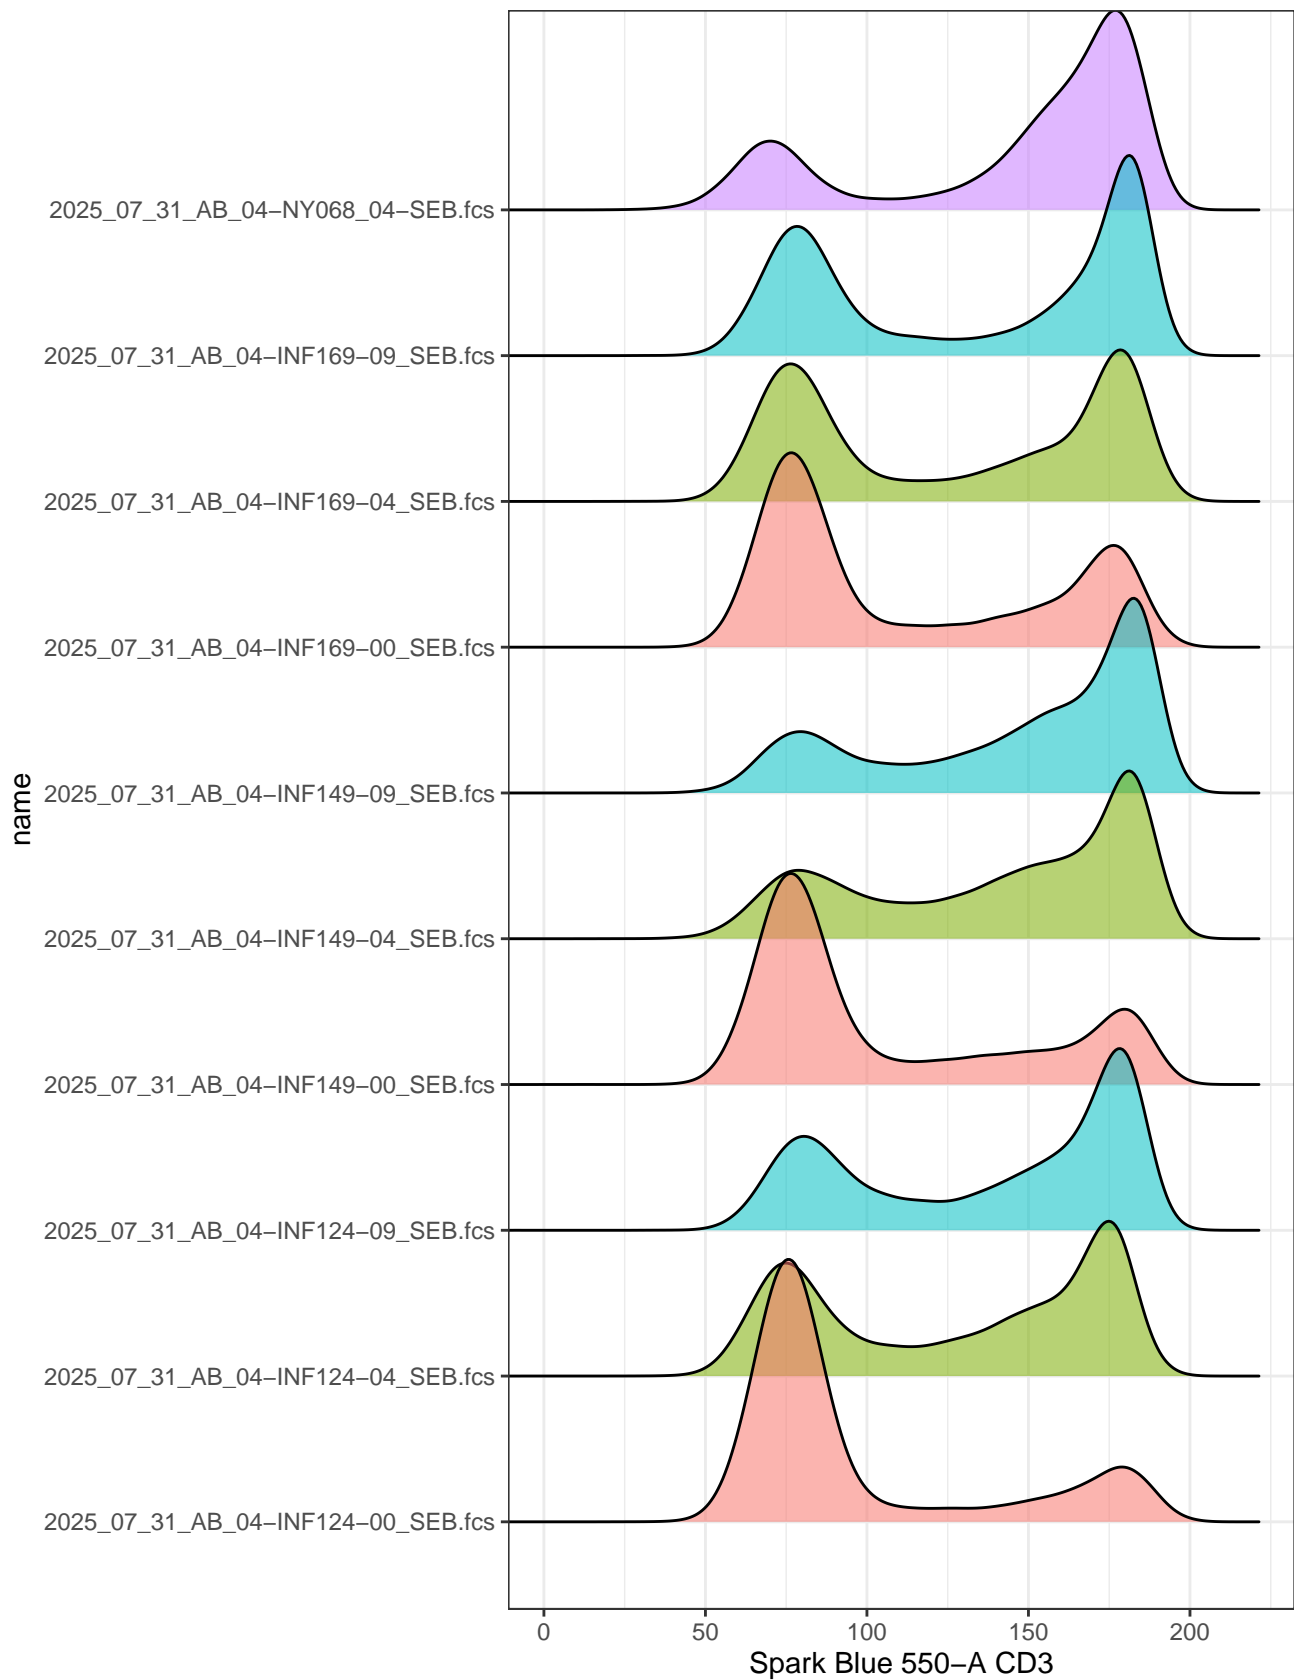 2025_07_31_AB_04−NY068_04−SEB.fcs
2025_07_31_AB_04−INF169−09_SEB.fcs
2025_07_31_AB_04−INF169−04_SEB.fcs
2025_07_31_AB_04−INF169−00_SEB.fcs
2025_07_31_AB_04−INF149−09_SEB.fcs
2025_07_31_AB_04−INF149−04_SEB.fcs
2025_07_31_AB_04−INF149−00_SEB.fcs
2025_07_31_AB_04−INF124−09_SEB.fcs
2025_07_31_AB_04−INF124−04_SEB.fcs
2025_07_31_AB_04−INF124−00_SEB.fcs
name
0 50 100 150 200
Spark Blue 550−A CD3